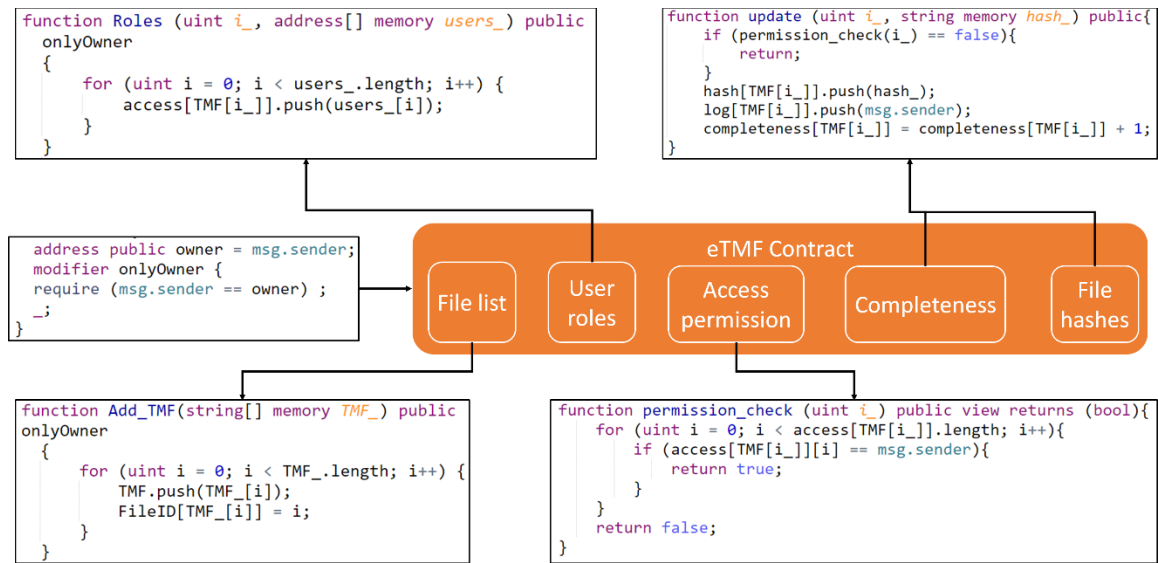 function Roles (uint i_, address[] memory users_) public
onlyOwner
{
for (uint i = 0; i < users_.length; i++) {
access[TMF[i_]].push(users_[i]);
}
}
function update (uint i_, string memory hash_) public{
if (permission_check(i_) == false){
return;
}
hash[TMF[i_]].push(hash_);
log[TMF[i_]].push(msg.sender);
completeness[TMF[i_]] = completeness[TMF[i_]] + 1;
}
address public owner = msg.sender;
modifier onlyOwner {
require (msg.sender == owner) ;
_;
}
eTMF Contract
File list
User
roles
Access
permission
Completeness
File
hashes
function Add_TMF(string[] memory TMF_) public
onlyOwner
{
for (uint i = 0; i < TMF_.length; i++) {
TMF.push(TMF_[i]);
FileID[TMF_[i]] = i;
}
}
function permission_check (uint i_) public view returns (bool){
for (uint i = 0; i < access[TMF[i_]].length; i++){
if (access[TMF[i_]][i] == msg.sender){
return true;
}
}
return false;
}